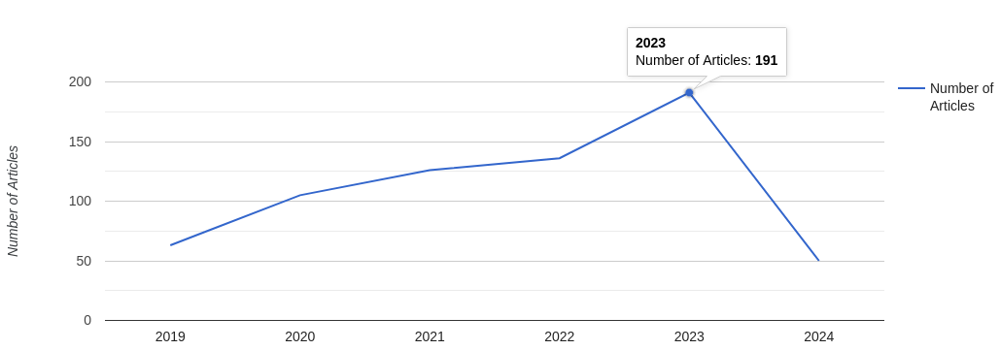 2023
Number of Articles: 191
200
150
100
50
0
Number of Articles
2019 2020 2021 2022 2023 2024
Number of
Articles